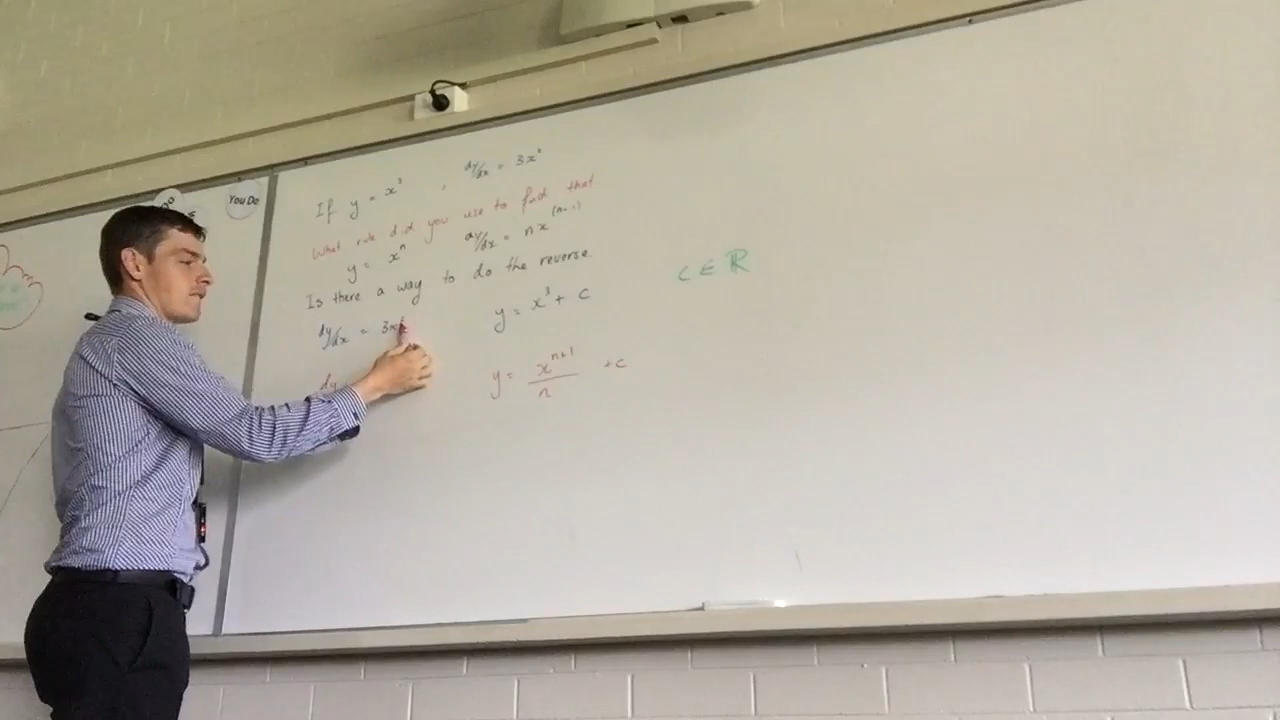 You Do
If y = x³, dy/dx = 3x²
What rule did you use to find that
y = xⁿ dy/dx = nx⁽ⁿ⁻¹⁾
Is there a way to do the reverse.
dy/dx = 3x² y = x³ + c c ∈ ℝ
dy y = xⁿ⁺¹/n + c